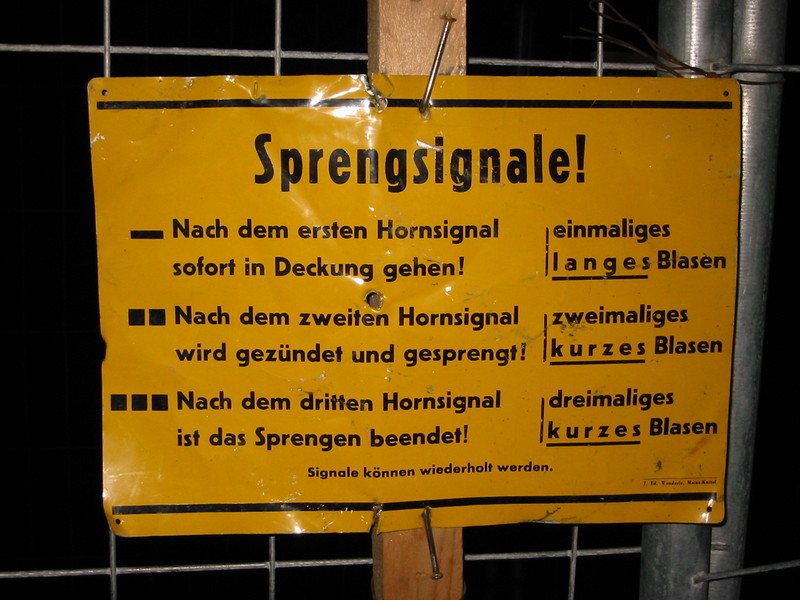 Sprengsignale!
Nach dem ersten Hornsignal
sofort in Deckung gehen!
einmaliges
langes Blasen
Nach dem zweiten Hornsignal
wird gezündet und gesprengt!
zweimaliges
kurzes Blasen
Nach dem dritten Hornsignal
ist das Sprengen beendet!
dreimaliges
kurzes Blasen
Signale können wiederholt werden.